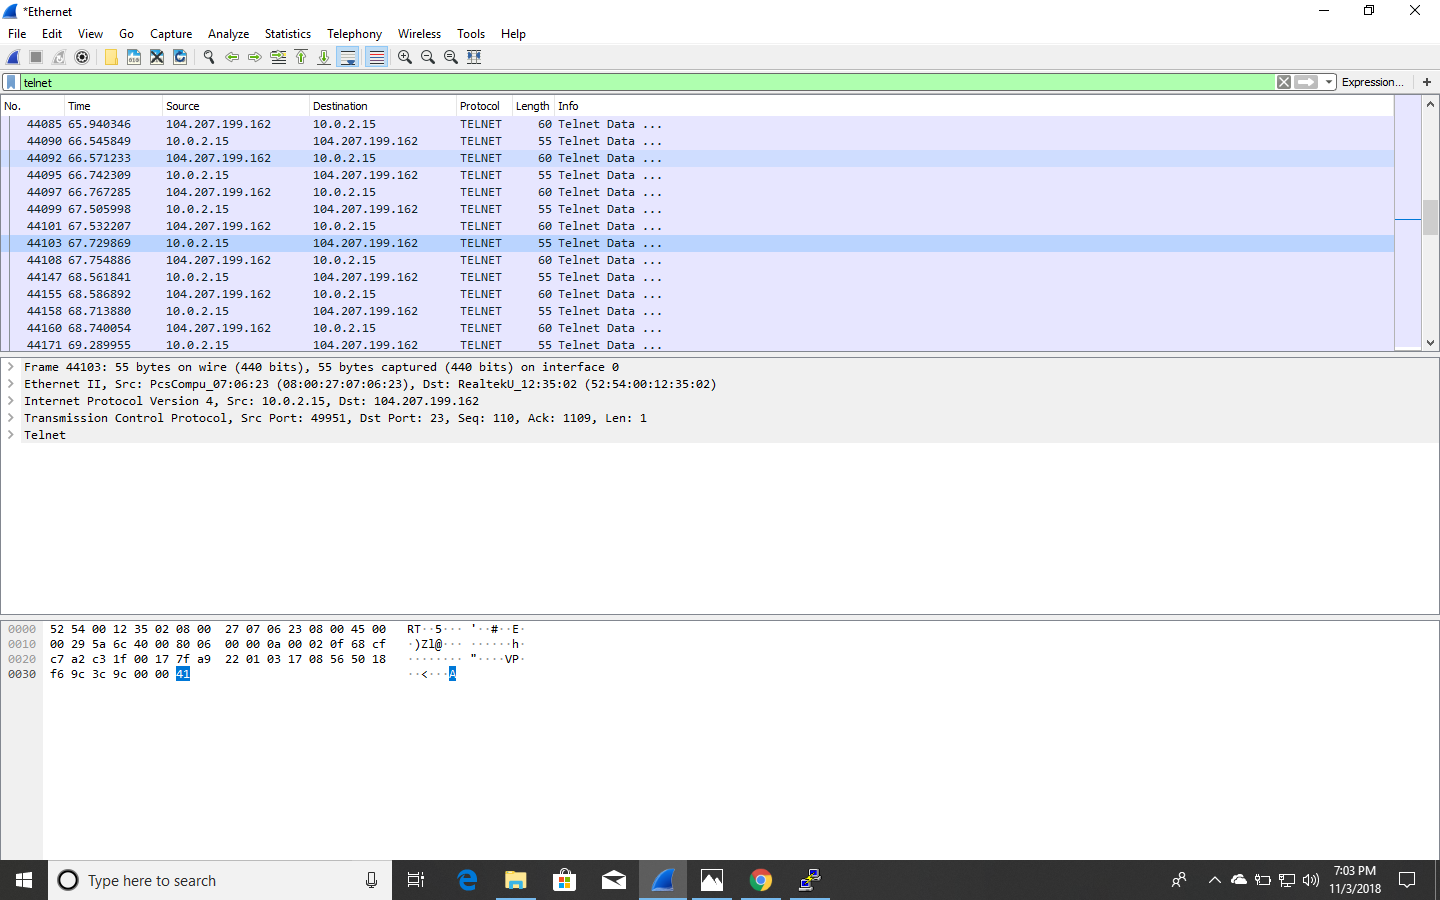 *Ethernet
File Edit View Go Capture Analyze Statistics Telephony Wireless Tools Help
telnet Expression... +
No. Time Source Destination Protocol Length Info
44085 65.940346 104.207.199.162 10.0.2.15 TELNET 60 Telnet Data ...
44090 66.545849 10.0.2.15 104.207.199.162 TELNET 55 Telnet Data ...
44092 66.571233 104.207.199.162 10.0.2.15 TELNET 60 Telnet Data ...
44095 66.742309 10.0.2.15 104.207.199.162 TELNET 55 Telnet Data ...
44097 66.767285 104.207.199.162 10.0.2.15 TELNET 60 Telnet Data ...
44099 67.505998 10.0.2.15 104.207.199.162 TELNET 55 Telnet Data ...
44101 67.532207 104.207.199.162 10.0.2.15 TELNET 60 Telnet Data ...
44103 67.729869 10.0.2.15 104.207.199.162 TELNET 55 Telnet Data ...
44108 67.754886 104.207.199.162 10.0.2.15 TELNET 60 Telnet Data ...
44147 68.561841 10.0.2.15 104.207.199.162 TELNET 55 Telnet Data ...
44155 68.586892 104.207.199.162 10.0.2.15 TELNET 60 Telnet Data ...
44158 68.713880 10.0.2.15 104.207.199.162 TELNET 55 Telnet Data ...
44160 68.740054 104.207.199.162 10.0.2.15 TELNET 60 Telnet Data ...
44171 69.289955 10.0.2.15 104.207.199.162 TELNET 55 Telnet Data ...
Frame 44103: 55 bytes on wire (440 bits), 55 bytes captured (440 bits) on interface 0
Ethernet II, Src: PcsCompu_07:06:23 (08:00:27:07:06:23), Dst: RealtekU_12:35:02 (52:54:00:12:35:02)
Internet Protocol Version 4, Src: 10.0.2.15, Dst: 104.207.199.162
Transmission Control Protocol, Src Port: 49951, Dst Port: 23, Seq: 110, Ack: 1109, Len: 1
Telnet
0000 52 54 00 12 35 02 08 00 27 07 06 23 08 00 45 00 RT··5··· '··#··E·
0010 00 29 5a 6c 40 00 80 06 00 00 0a 00 02 0f 68 cf ·)Zl@··· ······h·
0020 c7 a2 c3 1f 00 17 7f a9 22 01 03 17 08 56 50 18 ········ "····VP·
0030 f6 9c 3c 9c 00 00 41 ··<···A
Type here to search
7:03 PM
11/3/2018